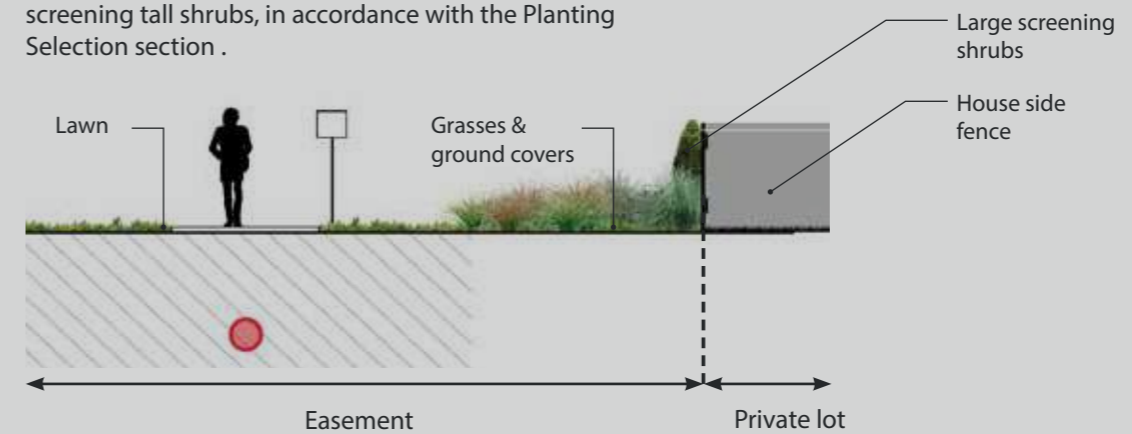 screening tall shrubs, in accordance with the Planting
Selection section .
Large screening
shrubs
House side
fence
Lawn
Grasses &
ground covers
Easement
Private lot